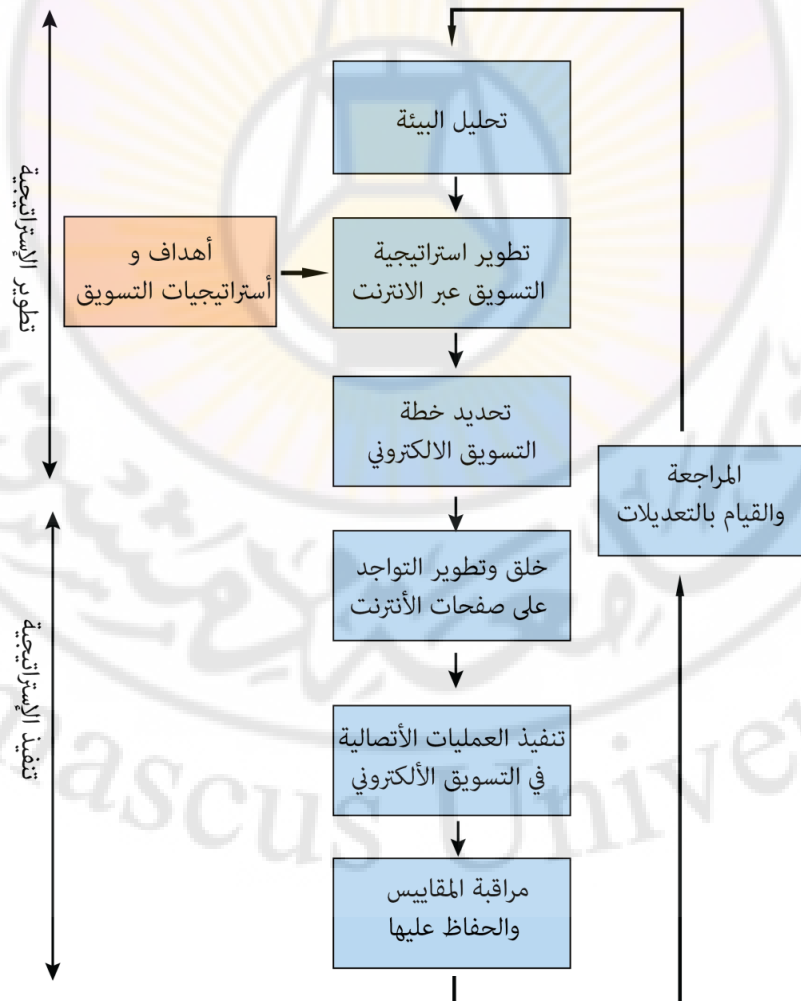 تحليل البيئة
تطوير الإستراتيجية
أهداف و
أستراتيجيات التسويق
تطوير استراتيجية
التسويق عبر الانترنت
تحديد خطة
التسويق الالكتروني
المراجعة
والقيام بالتعديلات
خلق وتطوير التواجد
على صفحات الأنترنت
تنفيذ الإستراتيجية
تنفيذ العمليات الأتصالية
في التسويق الألكتروني
مراقبة المقاييس
والحفاظ عليها
mascus Univer